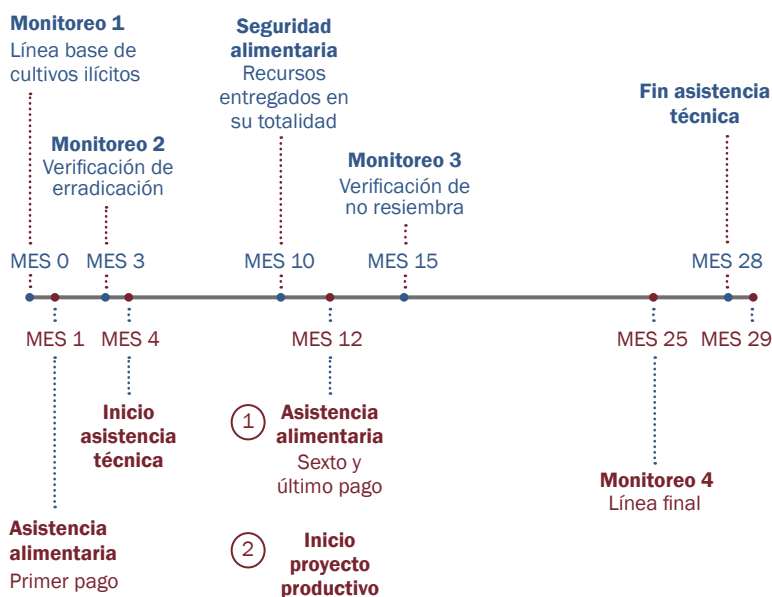 Monitoreo 1
Línea base de
cultivos ilícitos
Monitoreo 2
Verificación de
erradicación
Seguridad
alimentaria
Recursos
entregados en
su totalidad
Monitoreo 3
Verificación de
no resiembra
Fin asistencia
técnica
MES 0
MES 3
MES 10
MES 15
MES 28
MES 1
MES 4
MES 12
MES 25
MES 29
Inicio
asistencia
técnica
1
Asistencia
alimentaria
Sexto y
último pago
Monitoreo 4
Línea final
Asistencia
alimentaria
Primer pago
2
Inicio
proyecto
productivo